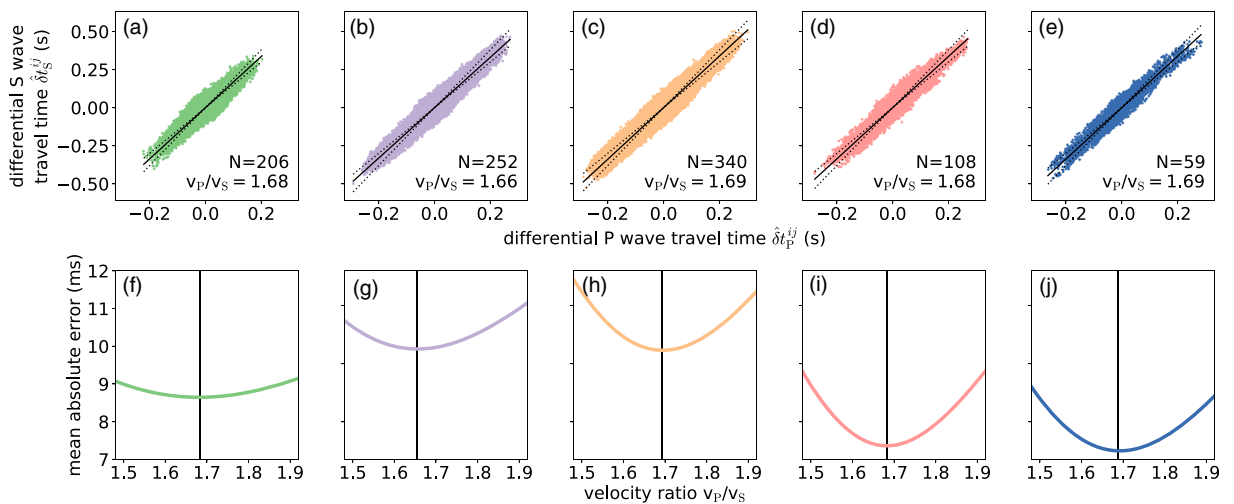 (a) (b) (c) (d) (e)
differential S wave
travel time δ̂t_S^{ij} (s)
0.50
0.25
0.00
−0.25
−0.50
N=206
v_P/v_S = 1.68
N=252
v_P/v_S = 1.66
N=340
v_P/v_S = 1.69
N=108
v_P/v_S = 1.68
N=59
v_P/v_S = 1.69
−0.2 0.0 0.2 −0.2 0.0 0.2 −0.2 0.0 0.2 −0.2 0.0 0.2 −0.2 0.0 0.2
differential P wave travel time δ̂t_P^{ij} (s)
(f) (g) (h) (i) (j)
mean absolute error (ms)
12
11
10
9
8
7
1.5 1.6 1.7 1.8 1.9 1.5 1.6 1.7 1.8 1.9 1.5 1.6 1.7 1.8 1.9 1.5 1.6 1.7 1.8 1.9 1.5 1.6 1.7 1.8 1.9
velocity ratio v_P/v_S